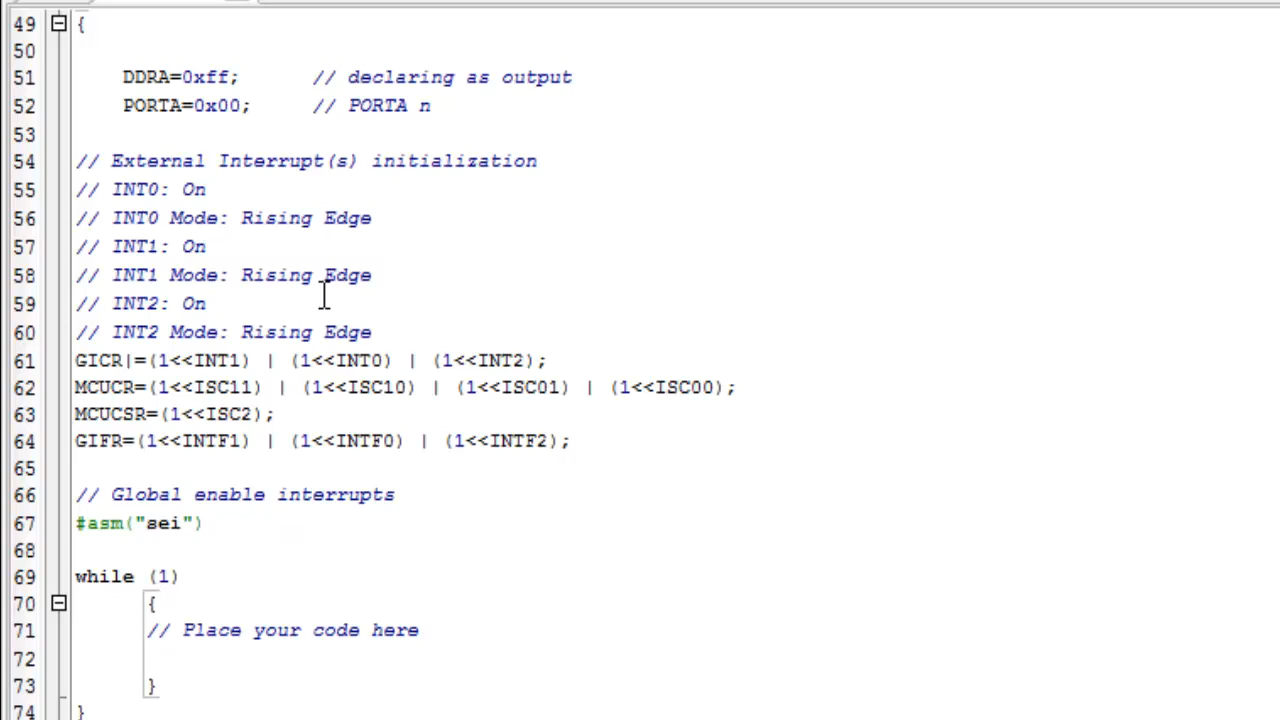 49 {
50
51 DDRA=0xff; // declaring as output
52 PORTA=0x00; // PORTA n
53
54 // External Interrupt(s) initialization
55 // INT0: On
56 // INT0 Mode: Rising Edge
57 // INT1: On
58 // INT1 Mode: Rising Edge
59 // INT2: On
60 // INT2 Mode: Rising Edge
61 GICR|=(1<<INT1) | (1<<INT0) | (1<<INT2);
62 MCUCR=(1<<ISC11) | (1<<ISC10) | (1<<ISC01) | (1<<ISC00);
63 MCUCSR=(1<<ISC2);
64 GIFR=(1<<INTF1) | (1<<INTF0) | (1<<INTF2);
65
66 // Global enable interrupts
67 #asm("sei")
68
69 while (1)
70 {
71 // Place your code here
72
73 }
74 }